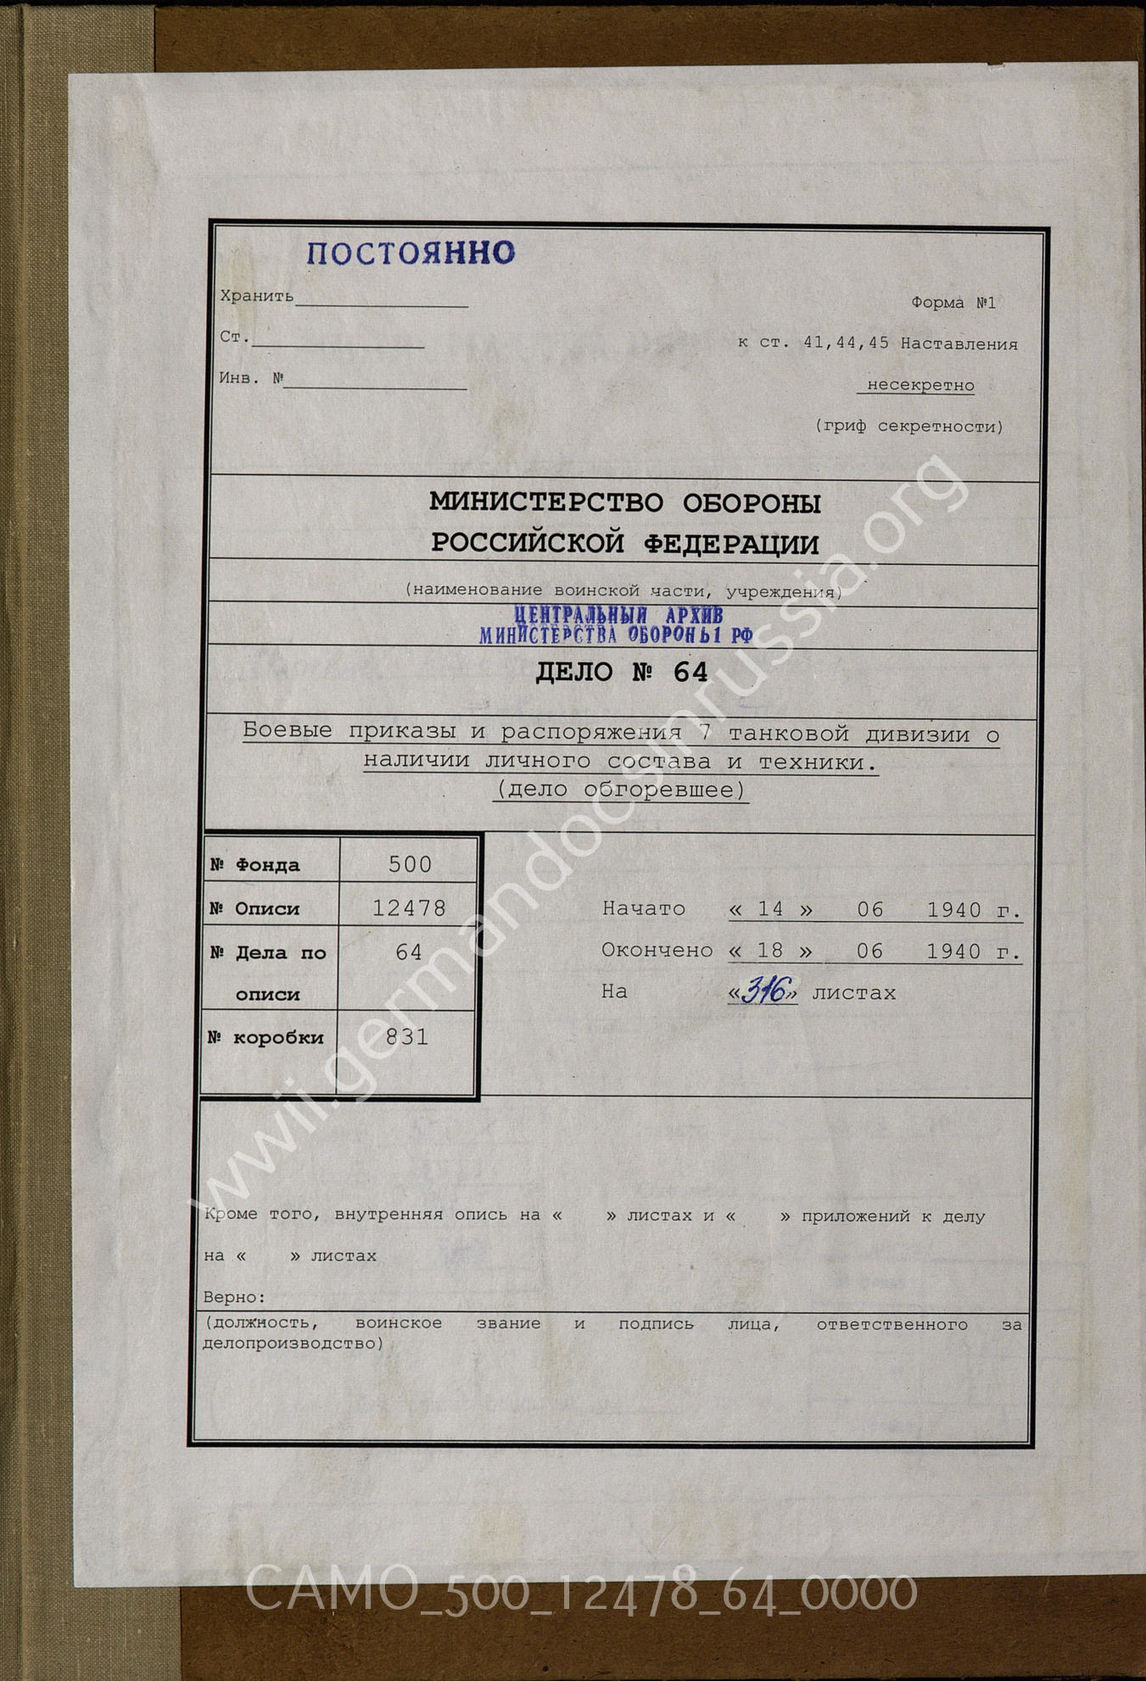 ПОСТОЯННО
Хранить
Форма №1
Ст.
к ст. 41,44,45 Наставления
Инв. №
несекретно
(гриф секретности)
МИНИСТЕРСТВО ОБОРОНЫ
РОССИЙСКОЙ ФЕДЕРАЦИИ
(наименование воинской части, учреждения)
ЦЕНТРАЛЬНЫЙ АРХИВ
МИНИСТЕРСТВА ОБОРОНЫ РФ
ДЕЛО № 64
Боевые приказы и распоряжения 7 танковой дивизии о
наличии личного состава и техники.
(дело обгоревшее)
№ Фонда 500
№ Описи 12478
№ Дела по 64
описи
№ коробки 831
Начато « 14 » 06 1940 г.
Окончено « 18 » 06 1940 г.
На «316» листах
Кроме того, внутренняя опись на « » листах и « » приложений к делу
на « » листах
Верно:
(должность, воинское звание и подпись лица, ответственного за
делопроизводство)
www.germandocsinrussia.org
CAMO_500_12478_64_0000